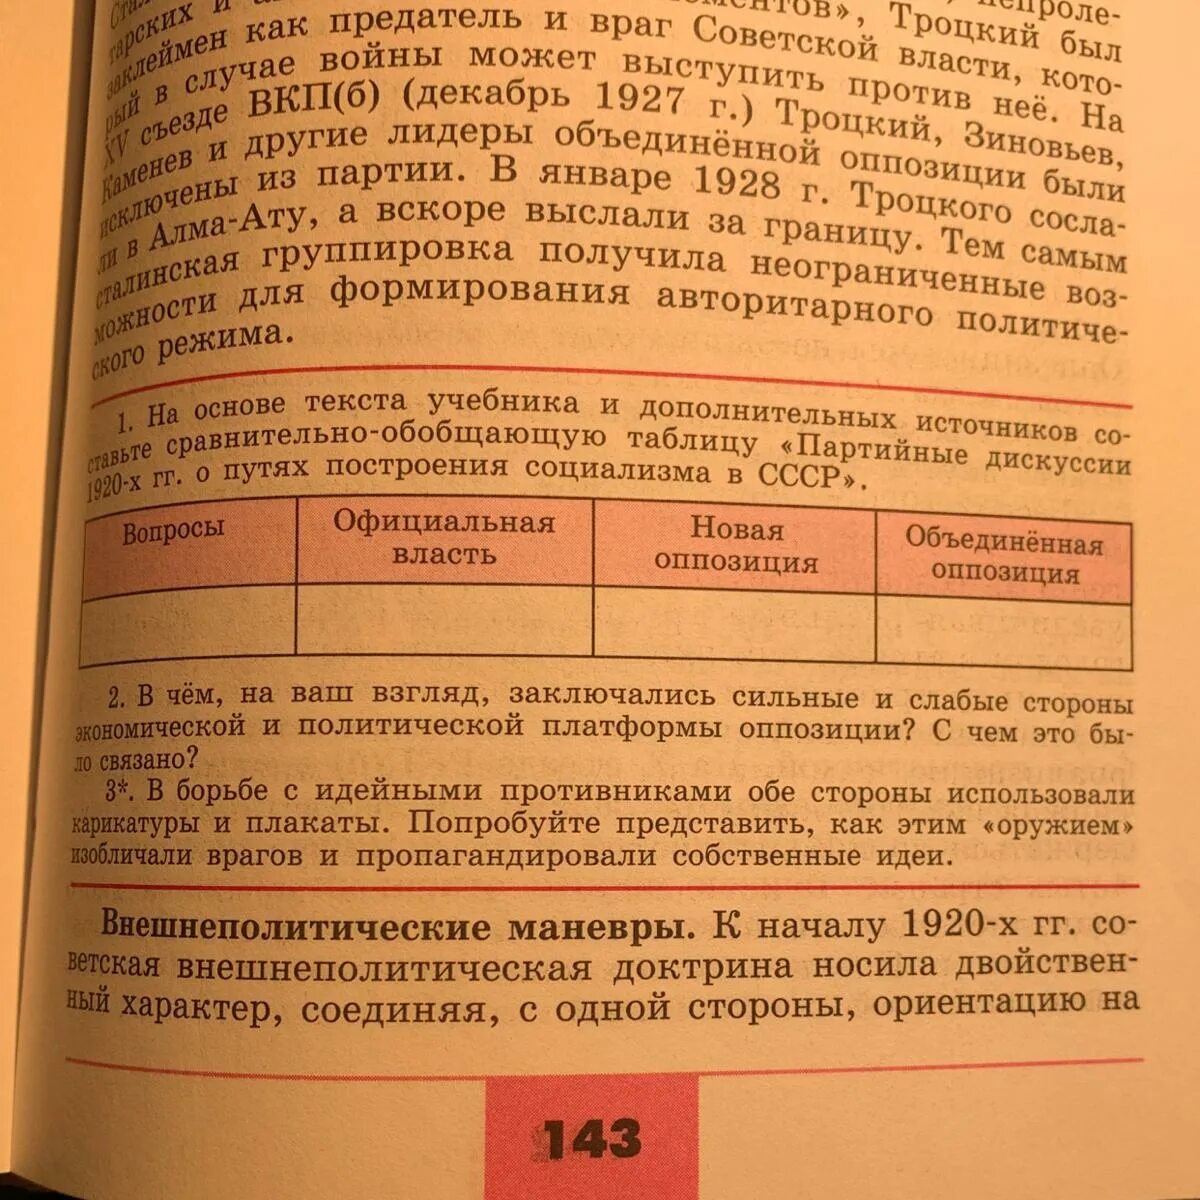 тарских и
элементов», Троцкий был
заклеймен как предатель и враг Советской власти, кото-
рый в случае войны может выступить против неё. На
XV съезде ВКП(б) (декабрь 1927 г.) Троцкий, Зиновьев,
Каменев и другие лидеры объединённой оппозиции были
исключены из партии. В январе 1928 г. Троцкого сосла-
ли в Алма-Ату, а вскоре выслали за границу. Тем самым
сталинская группировка получила неограниченные воз-
можности для формирования авторитарного политиче-
ского режима.
1. На основе текста учебника и дополнительных источников со-
ставьте сравнительно-обобщающую таблицу «Партийные дискуссии
1920-х гг. о путях построения социализма в СССР».
Вопросы
Официальная
власть
Новая
оппозиция
Объединённая
оппозиция
2. В чём, на ваш взгляд, заключались сильные и слабые стороны
экономической и политической платформы оппозиции? С чем это бы-
ло связано?
3*. В борьбе с идейными противниками обе стороны использовали
карикатуры и плакаты. Попробуйте представить, как этим «оружием»
изобличали врагов и пропагандировали собственные идеи.
Внешнеполитические маневры. К началу 1920-х гг. со-
ветская внешнеполитическая доктрина носила двойствен-
ный характер, соединяя, с одной стороны, ориентацию на
143